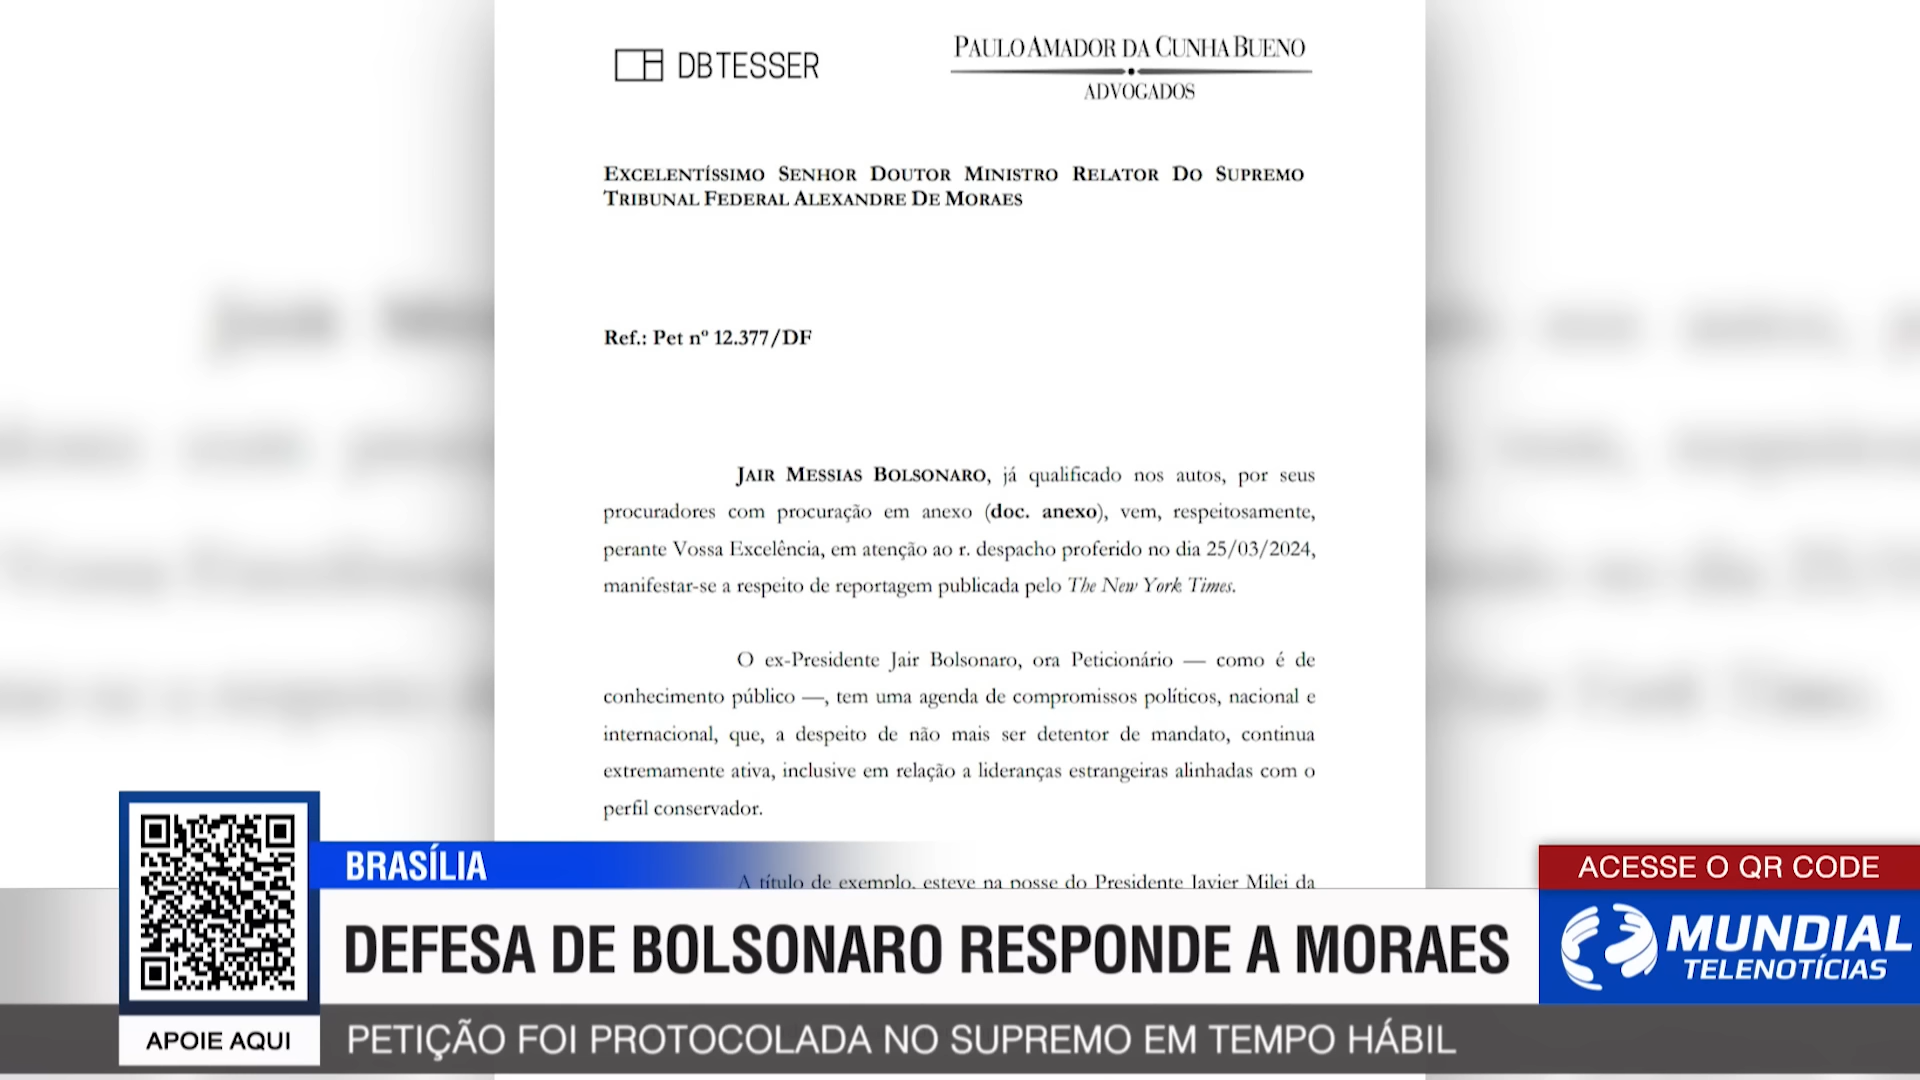 DBTESSER
PAULO AMADOR DA CUNHA BUENO
ADVOGADOS
EXCELENTÍSSIMO SENHOR DOUTOR MINISTRO RELATOR DO SUPREMO
TRIBUNAL FEDERAL ALEXANDRE DE MORAES
Ref.: Pet nº 12.377/DF
JAIR MESSIAS BOLSONARO, já qualificado nos autos, por seus
procuradores com procuração em anexo (doc. anexo), vem, respeitosamente,
perante Vossa Excelência, em atenção ao r. despacho proferido no dia 25/03/2024,
manifestar-se a respeito de reportagem publicada pelo The New York Times.
O ex-Presidente Jair Bolsonaro, ora Peticionário — como é de
conhecimento público —, tem uma agenda de compromissos políticos, nacional e
internacional, que, a despeito de não mais ser detentor de mandato, continua
extremamente ativa, inclusive em relação a lideranças estrangeiras alinhadas com o
perfil conservador.
A título de exemplo, esteve na posse do Presidente Javier Milei da
BRASÍLIA
DEFESA DE BOLSONARO RESPONDE A MORAES
PETIÇÃO FOI PROTOCOLADA NO SUPREMO EM TEMPO HÁBIL
APOIE AQUI
ACESSE O QR CODE
MUNDIAL
TELENOTÍCIAS